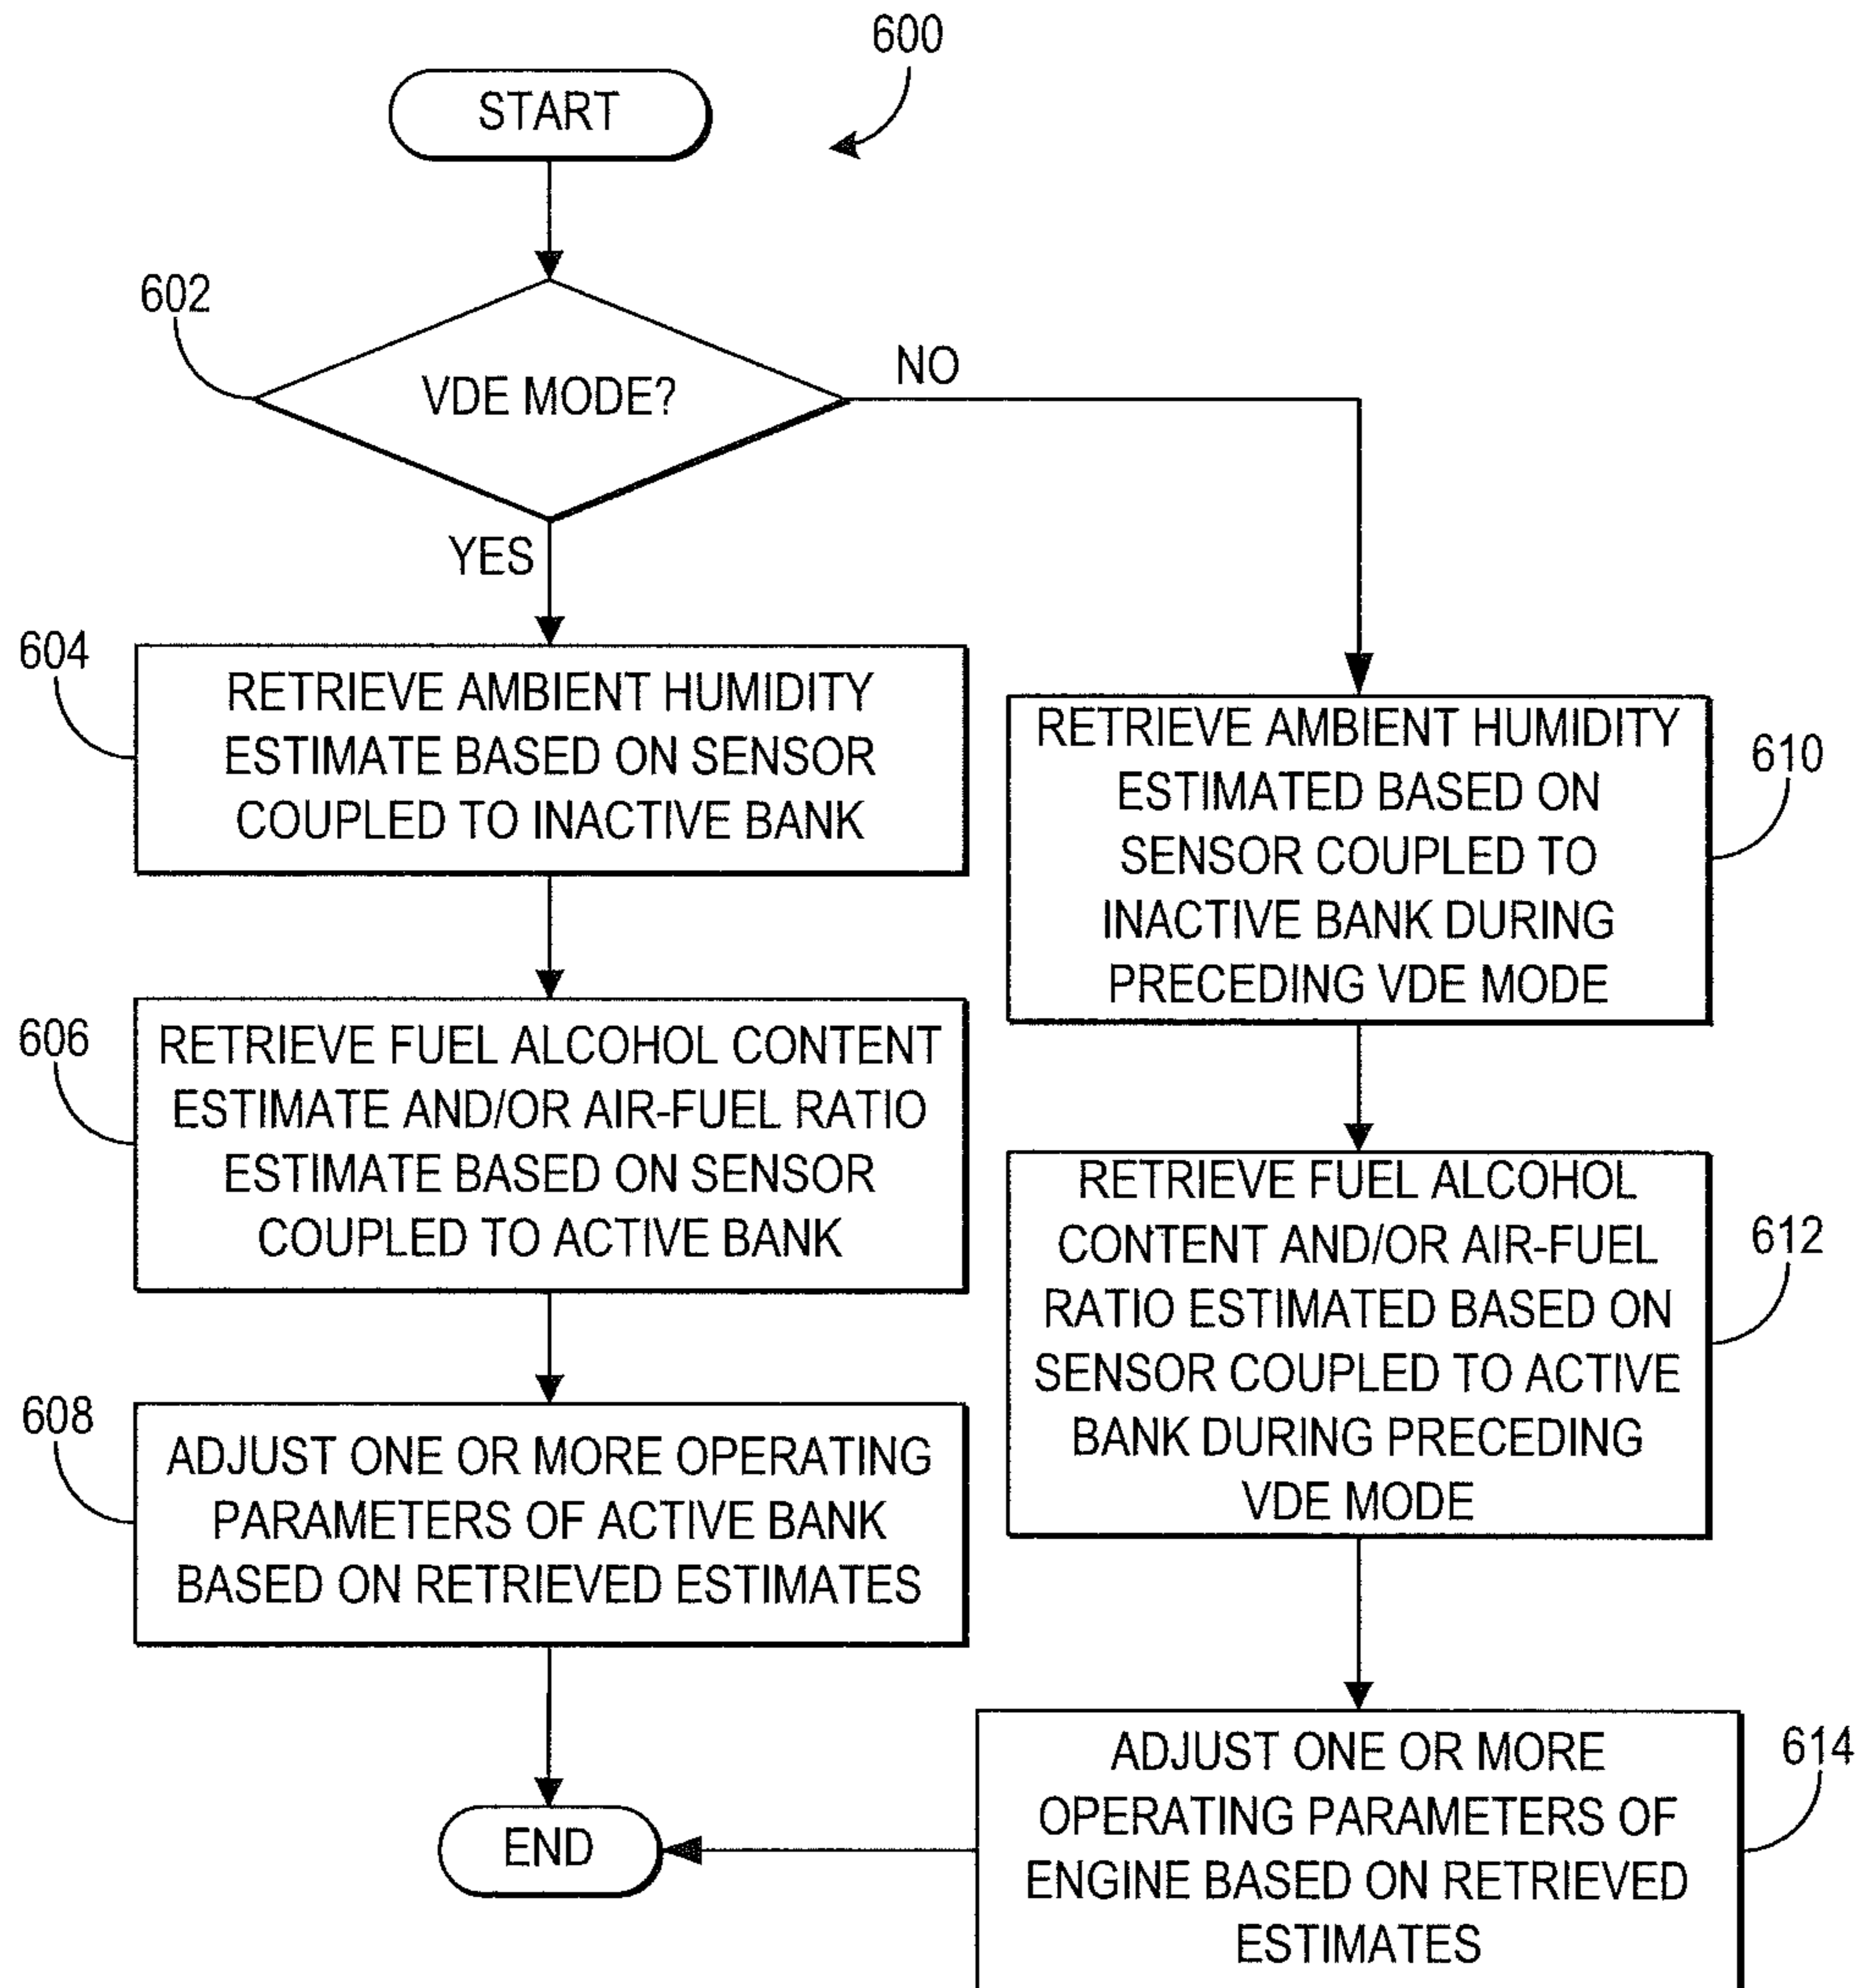 600
START
602
VDE MODE?
NO
YES
604
RETRIEVE AMBIENT HUMIDITY
ESTIMATE BASED ON SENSOR
COUPLED TO INACTIVE BANK
606
RETRIEVE FUEL ALCOHOL CONTENT
ESTIMATE AND/OR AIR-FUEL RATIO
ESTIMATE BASED ON SENSOR
COUPLED TO ACTIVE BANK
608
ADJUST ONE OR MORE OPERATING
PARAMETERS OF ACTIVE BANK
BASED ON RETRIEVED ESTIMATES
END
RETRIEVE AMBIENT HUMIDITY
ESTIMATED BASED ON
SENSOR COUPLED TO
INACTIVE BANK DURING
PRECEDING VDE MODE
610
RETRIEVE FUEL ALCOHOL
CONTENT AND/OR AIR-FUEL
RATIO ESTIMATED BASED ON
SENSOR COUPLED TO ACTIVE
BANK DURING PRECEDING
VDE MODE
612
ADJUST ONE OR MORE
OPERATING PARAMETERS OF
ENGINE BASED ON RETRIEVED
ESTIMATES
614